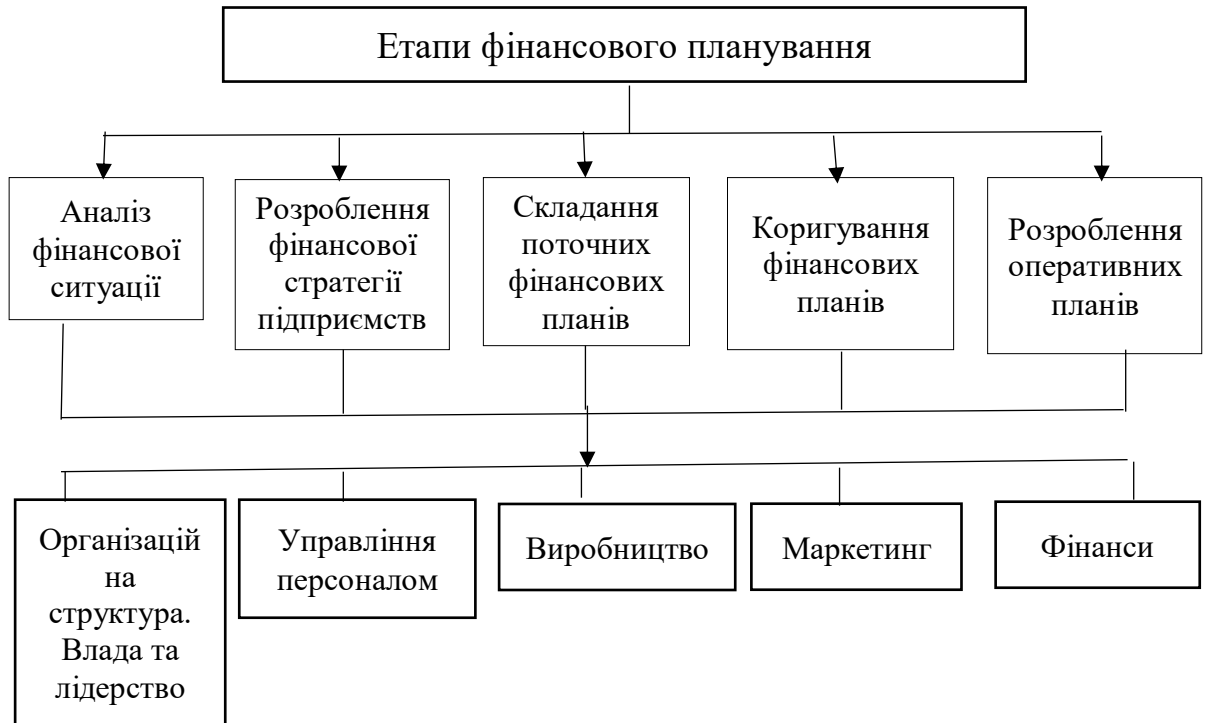 Етапи фінансового планування
Аналіз
фінансової
ситуації
Розроблення
фінансової
стратегії
підприємств
Складання
поточних
фінансових
планів
Коригування
фінансових
планів
Розроблення
оперативних
планів
Організацій
на
структура.
Влада та
лідерство
Управління
персоналом
Виробництво
Маркетинг
Фінанси